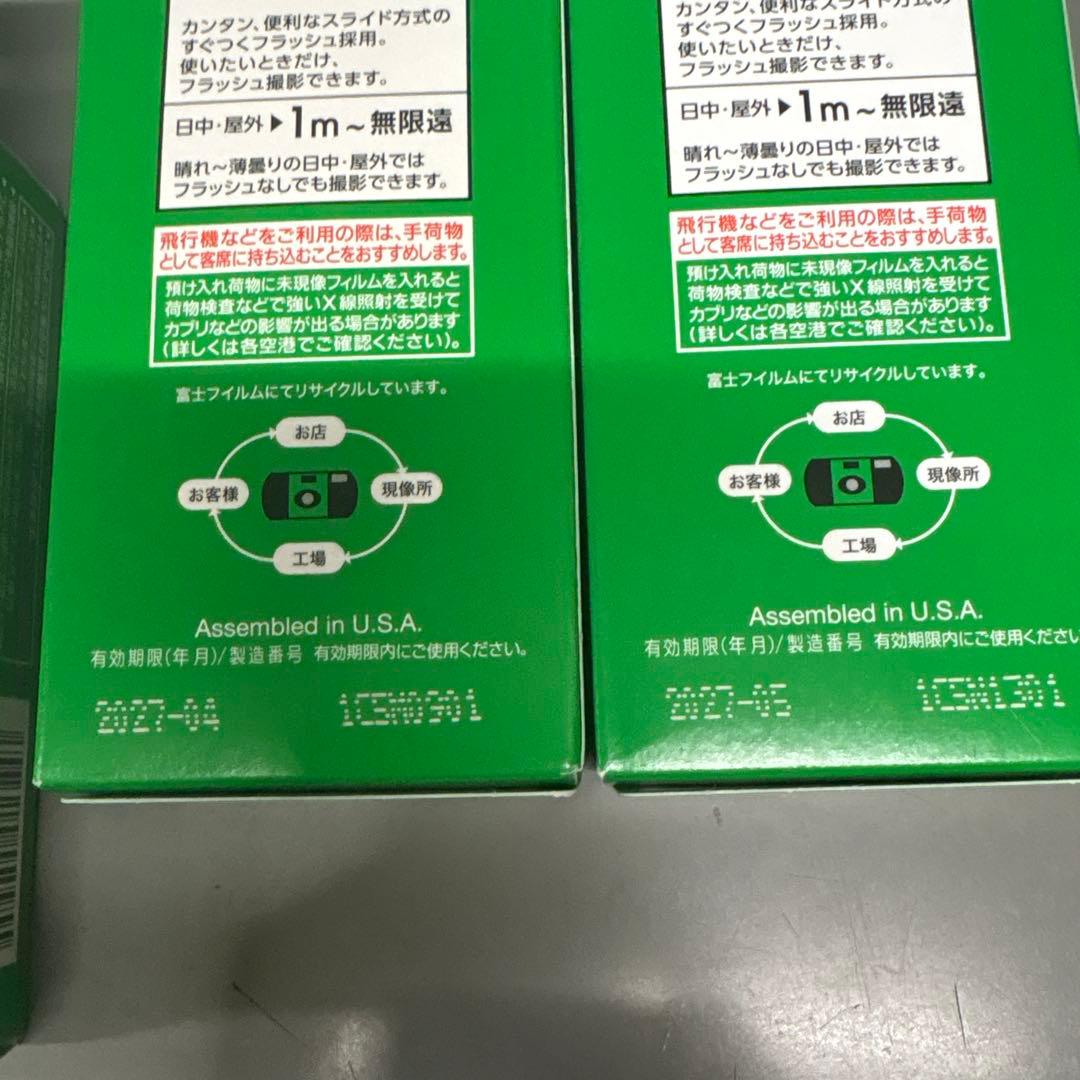 カンタン、便利なスライド方式の
すぐつくフラッシュ採用。
使いたいときだけ、
フラッシュ撮影できます。
日中・屋外▶1m~無限遠
晴れ~薄曇りの日中・屋外では
フラッシュなしでも撮影できます。
飛行機などをご利用の際は、手荷物
として客席に持ち込むことをおすすめします。
預け入れ荷物に未現像フィルムを入れると
荷物検査などで強いX線照射を受けて
カブリなどの影響が出る場合があります
(詳しくは各空港でご確認ください)。
富士フイルムにてリサイクルしています。
お店
お客様
現像所
工場
Assembled in U.S.A.
有効期限(年月)/製造番号 有効期限内にご使用ください。
2027-04 1CSM0901
カンタン、便利なスライド方式の
すぐつくフラッシュ採用。
使いたいときだけ、
フラッシュ撮影できます。
日中・屋外▶1m~無限遠
晴れ~薄曇りの日中・屋外では
フラッシュなしでも撮影できます。
飛行機などをご利用の際は、手荷物
として客席に持ち込むことをおすすめします。
預け入れ荷物に未現像フィルムを入れると
荷物検査などで強いX線照射を受けて
カブリなどの影響が出る場合があります
(詳しくは各空港でご確認ください)。
富士フイルムにてリサイクルしています。
お店
お客様
現像所
工場
Assembled in U.S.A.
有効期限(年月)/製造番号 有効期限内にご使用くださ
2027-05